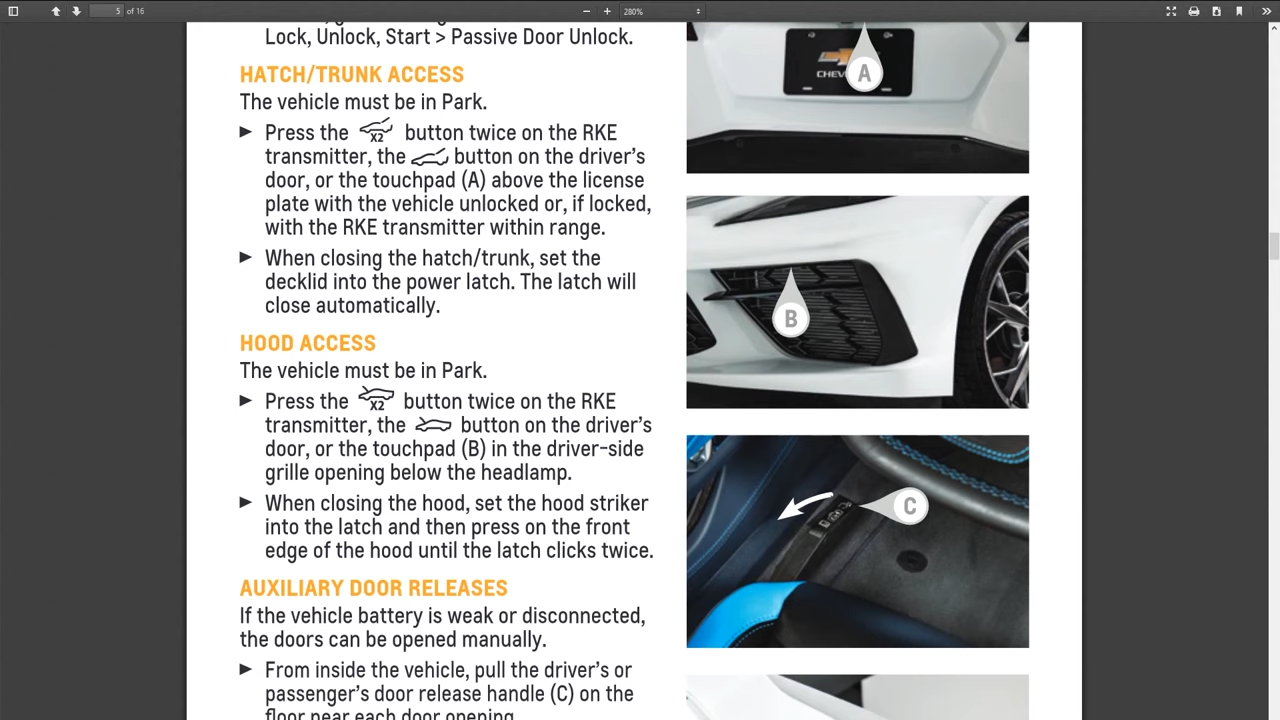 5 of 16
280%
Lock, Unlock, Start > Passive Door Unlock.
HATCH/TRUNK ACCESS
The vehicle must be in Park.
► Press the X2 button twice on the RKE
transmitter, the button on the driver's
door, or the touchpad (A) above the license
plate with the vehicle unlocked or, if locked,
with the RKE transmitter within range.
► When closing the hatch/trunk, set the
decklid into the power latch. The latch will
close automatically.
HOOD ACCESS
The vehicle must be in Park.
► Press the X2 button twice on the RKE
transmitter, the button on the driver's
door, or the touchpad (B) in the driver-side
grille opening below the headlamp.
► When closing the hood, set the hood striker
into the latch and then press on the front
edge of the hood until the latch clicks twice.
AUXILIARY DOOR RELEASES
If the vehicle battery is weak or disconnected,
the doors can be opened manually.
► From inside the vehicle, pull the driver's or
passenger's door release handle (C) on the
floor near each door opening.
A
B
C